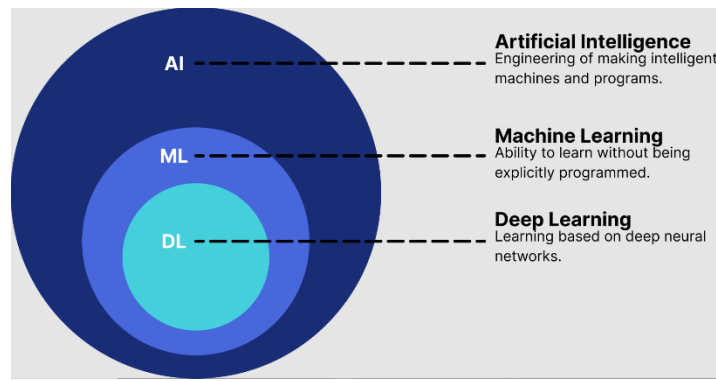 AI
Artificial Intelligence
Engineering of making intelligent
machines and programs.
ML
Machine Learning
Ability to learn without being
explicitly programmed.
DL
Deep Learning
Learning based on deep neural
networks.